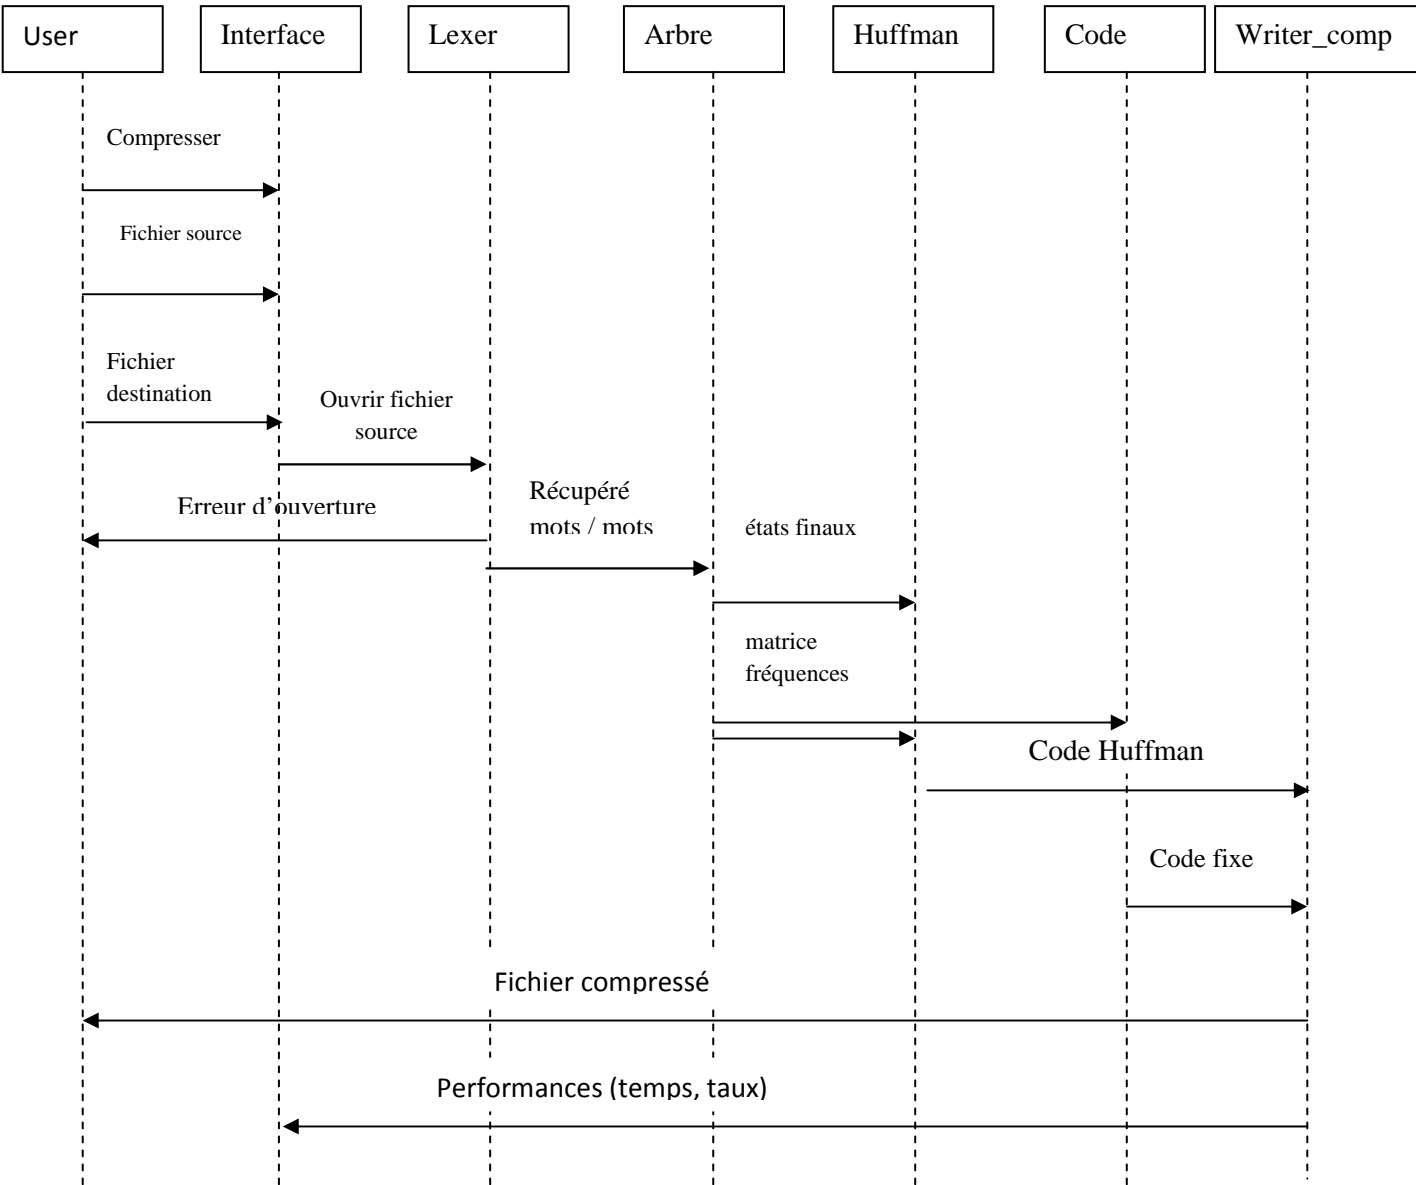 User
Interface
Lexer
Arbre
Huffman
Code
Writer_comp
Compresser
Fichier source
Fichier
destination
Ouvrir fichier
source
Erreur d’ouverture
Récupéré
mots / mots
états finaux
matrice
fréquences
Code Huffman
Code fixe
Fichier compressé
Performances (temps, taux)